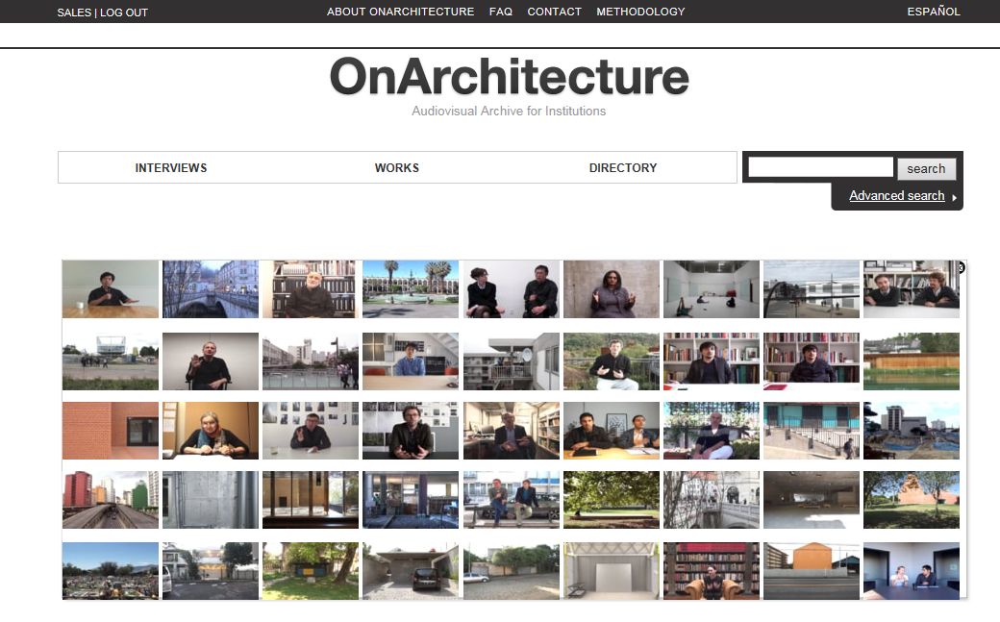 SALES | LOG OUT ABOUT ONARCHITECTURE FAQ CONTACT METHODOLOGY ESPAÑOL
OnArchitecture
Audiovisual Archive for Institutions
INTERVIEWS WORKS DIRECTORY search
Advanced search